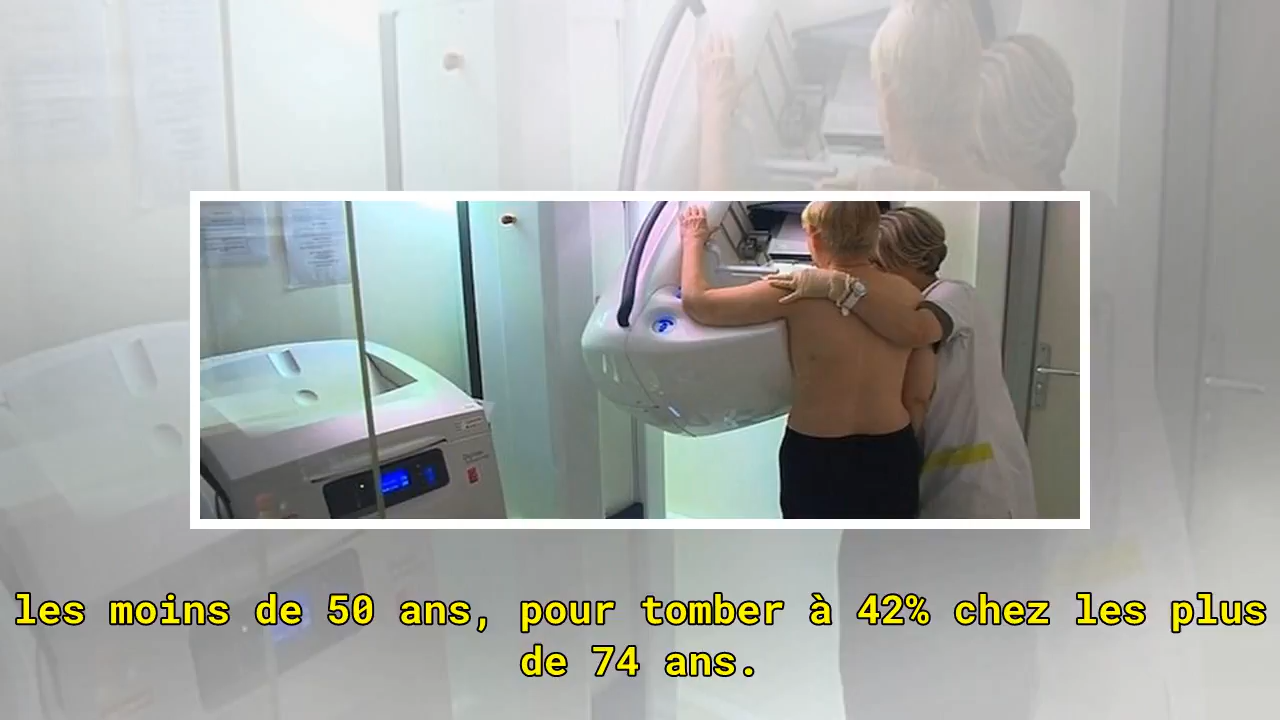 les moins de 50 ans, pour tomber à 42% chez les plus
de 74 ans.